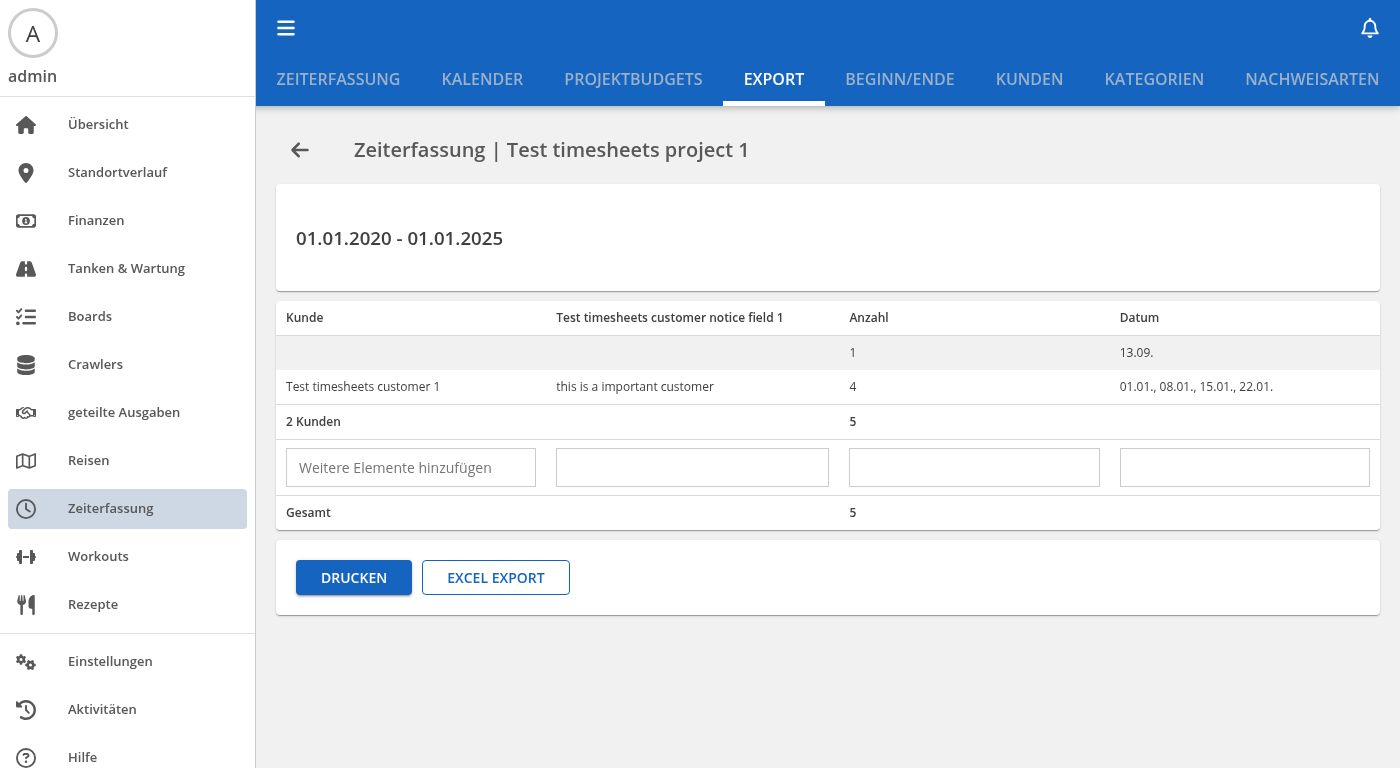 A
admin
Übersicht
Standortverlauf
Finanzen
Tanken & Wartung
Boards
Crawlers
geteilte Ausgaben
Reisen
Zeiterfassung
Workouts
Rezepte
Einstellungen
Aktivitäten
Hilfe
ZEITERFASSUNG KALENDER PROJEKTBUDGETS EXPORT BEGINN/ENDE KUNDEN KATEGORIEN NACHWEISARTEN
Zeiterfassung | Test timesheets project 1
01.01.2020 - 01.01.2025
Kunde Test timesheets customer notice field 1 Anzahl Datum
1 13.09.
Test timesheets customer 1 this is a important customer 4 01.01., 08.01., 15.01., 22.01.
2 Kunden 5
Weitere Elemente hinzufügen
Gesamt 5
DRUCKEN EXCEL EXPORT